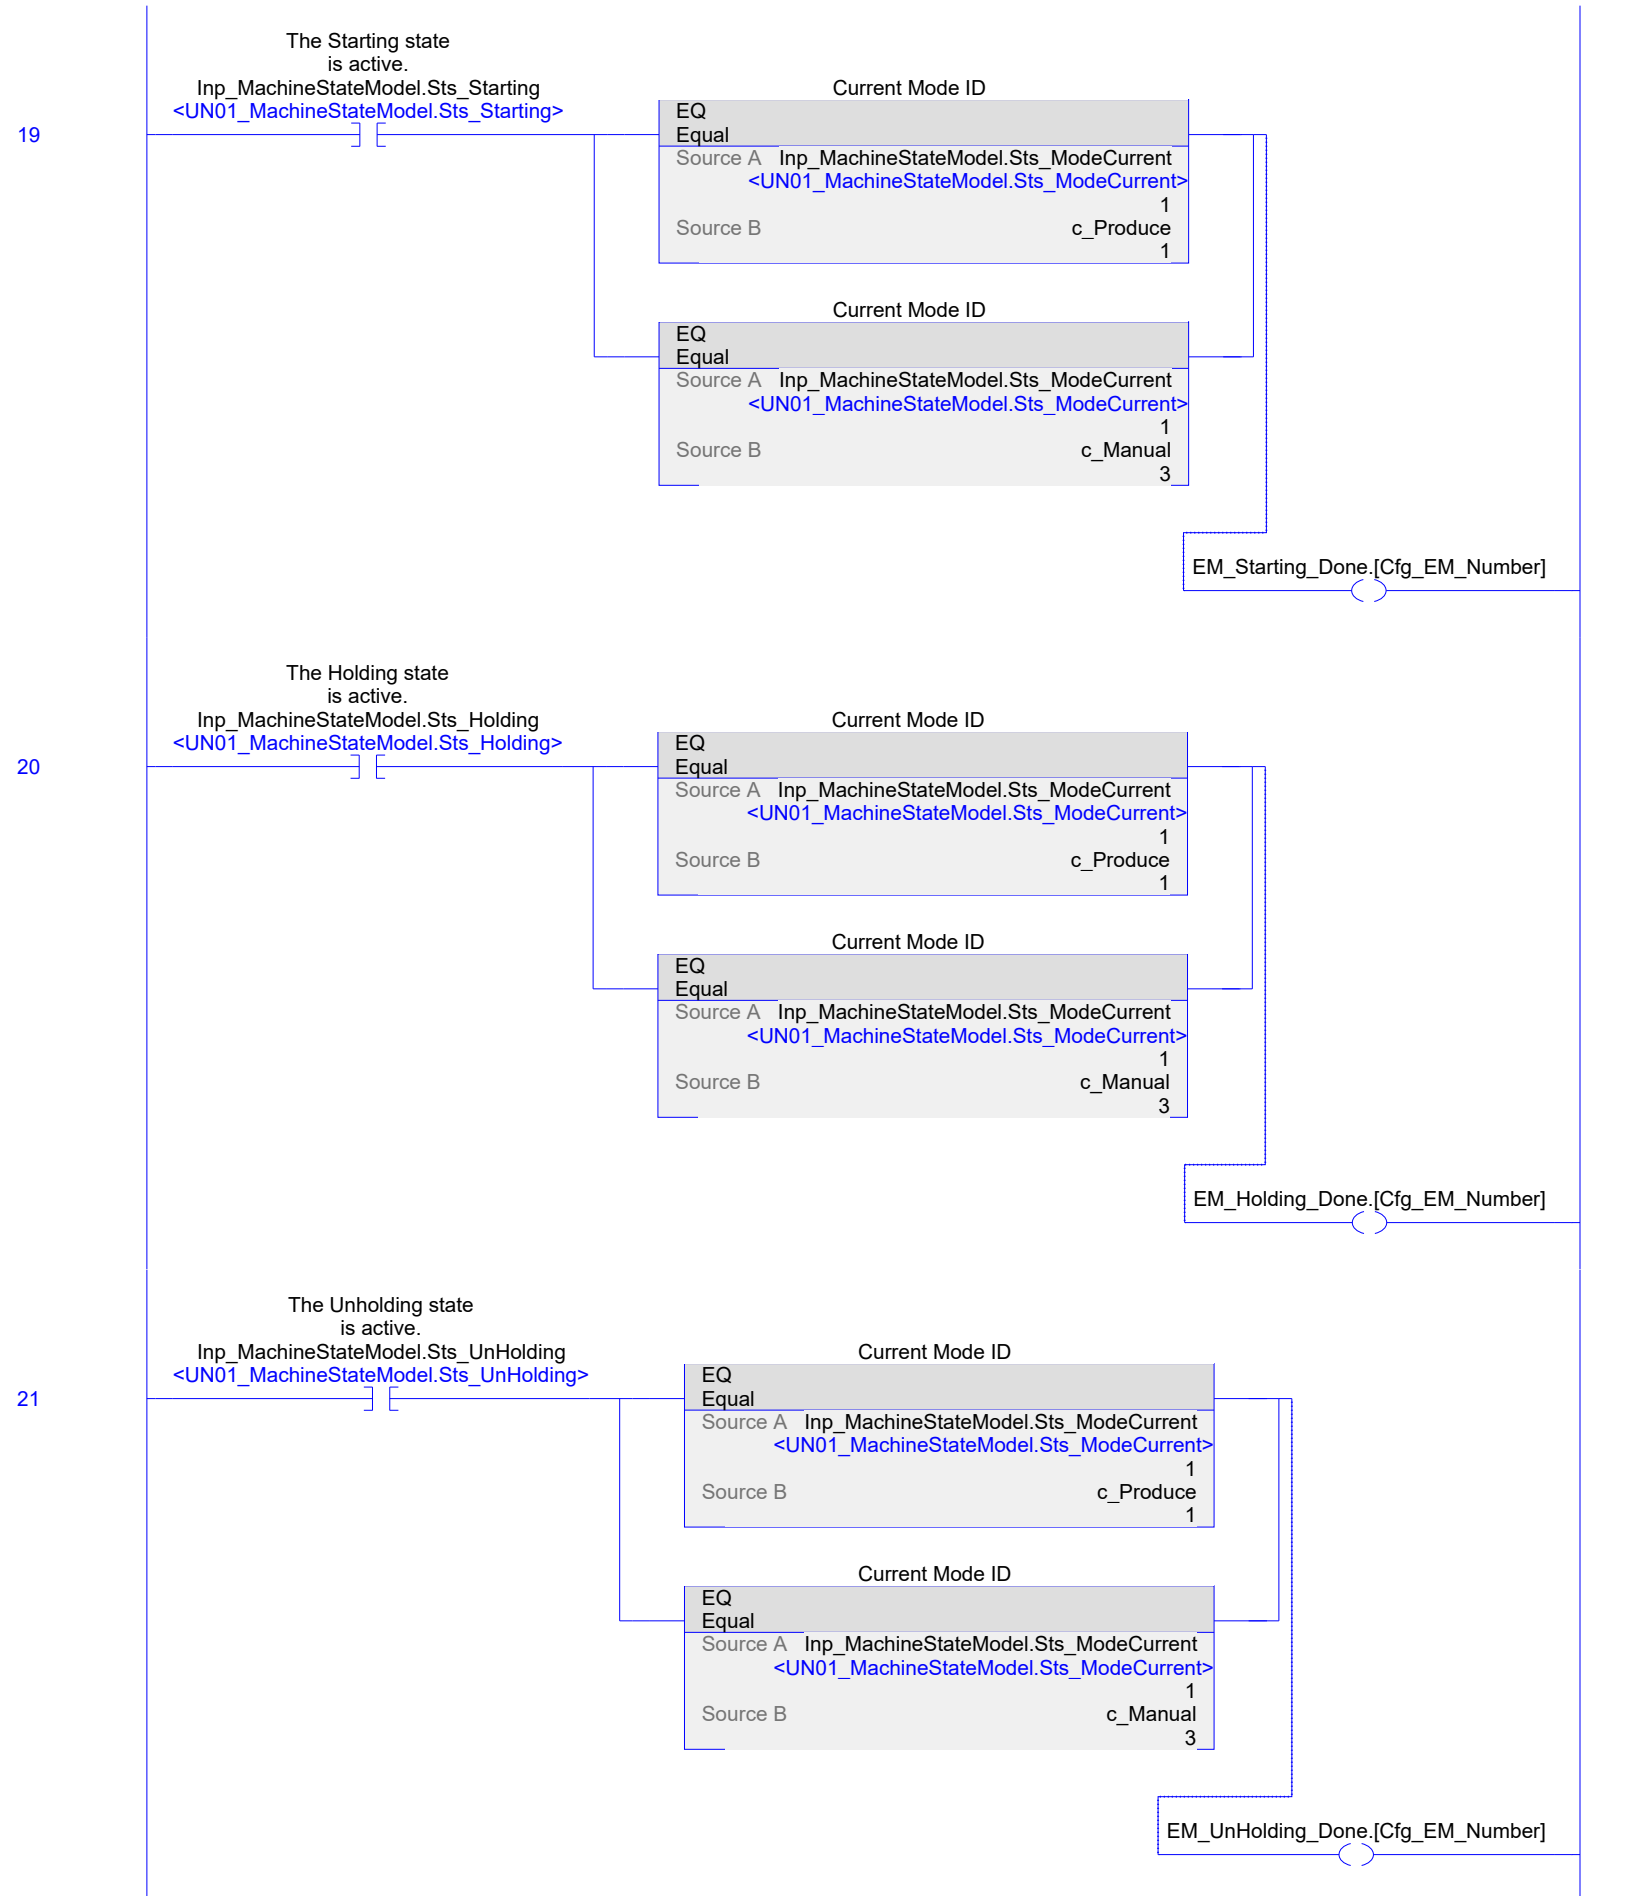 The Starting state
is active.
Inp_MachineStateModel.Sts_Starting
<UN01_MachineStateModel.Sts_Starting>
19
Current Mode ID
EQ
Equal
Source A Inp_MachineStateModel.Sts_ModeCurrent
<UN01_MachineStateModel.Sts_ModeCurrent>
1
Source B c_Produce
1
Current Mode ID
EQ
Equal
Source A Inp_MachineStateModel.Sts_ModeCurrent
<UN01_MachineStateModel.Sts_ModeCurrent>
1
Source B c_Manual
3
EM_Starting_Done.[Cfg_EM_Number]
The Holding state
is active.
Inp_MachineStateModel.Sts_Holding
<UN01_MachineStateModel.Sts_Holding>
20
Current Mode ID
EQ
Equal
Source A Inp_MachineStateModel.Sts_ModeCurrent
<UN01_MachineStateModel.Sts_ModeCurrent>
1
Source B c_Produce
1
Current Mode ID
EQ
Equal
Source A Inp_MachineStateModel.Sts_ModeCurrent
<UN01_MachineStateModel.Sts_ModeCurrent>
1
Source B c_Manual
3
EM_Holding_Done.[Cfg_EM_Number]
The Unholding state
is active.
Inp_MachineStateModel.Sts_UnHolding
<UN01_MachineStateModel.Sts_UnHolding>
21
Current Mode ID
EQ
Equal
Source A Inp_MachineStateModel.Sts_ModeCurrent
<UN01_MachineStateModel.Sts_ModeCurrent>
1
Source B c_Produce
1
Current Mode ID
EQ
Equal
Source A Inp_MachineStateModel.Sts_ModeCurrent
<UN01_MachineStateModel.Sts_ModeCurrent>
1
Source B c_Manual
3
EM_UnHolding_Done.[Cfg_EM_Number]